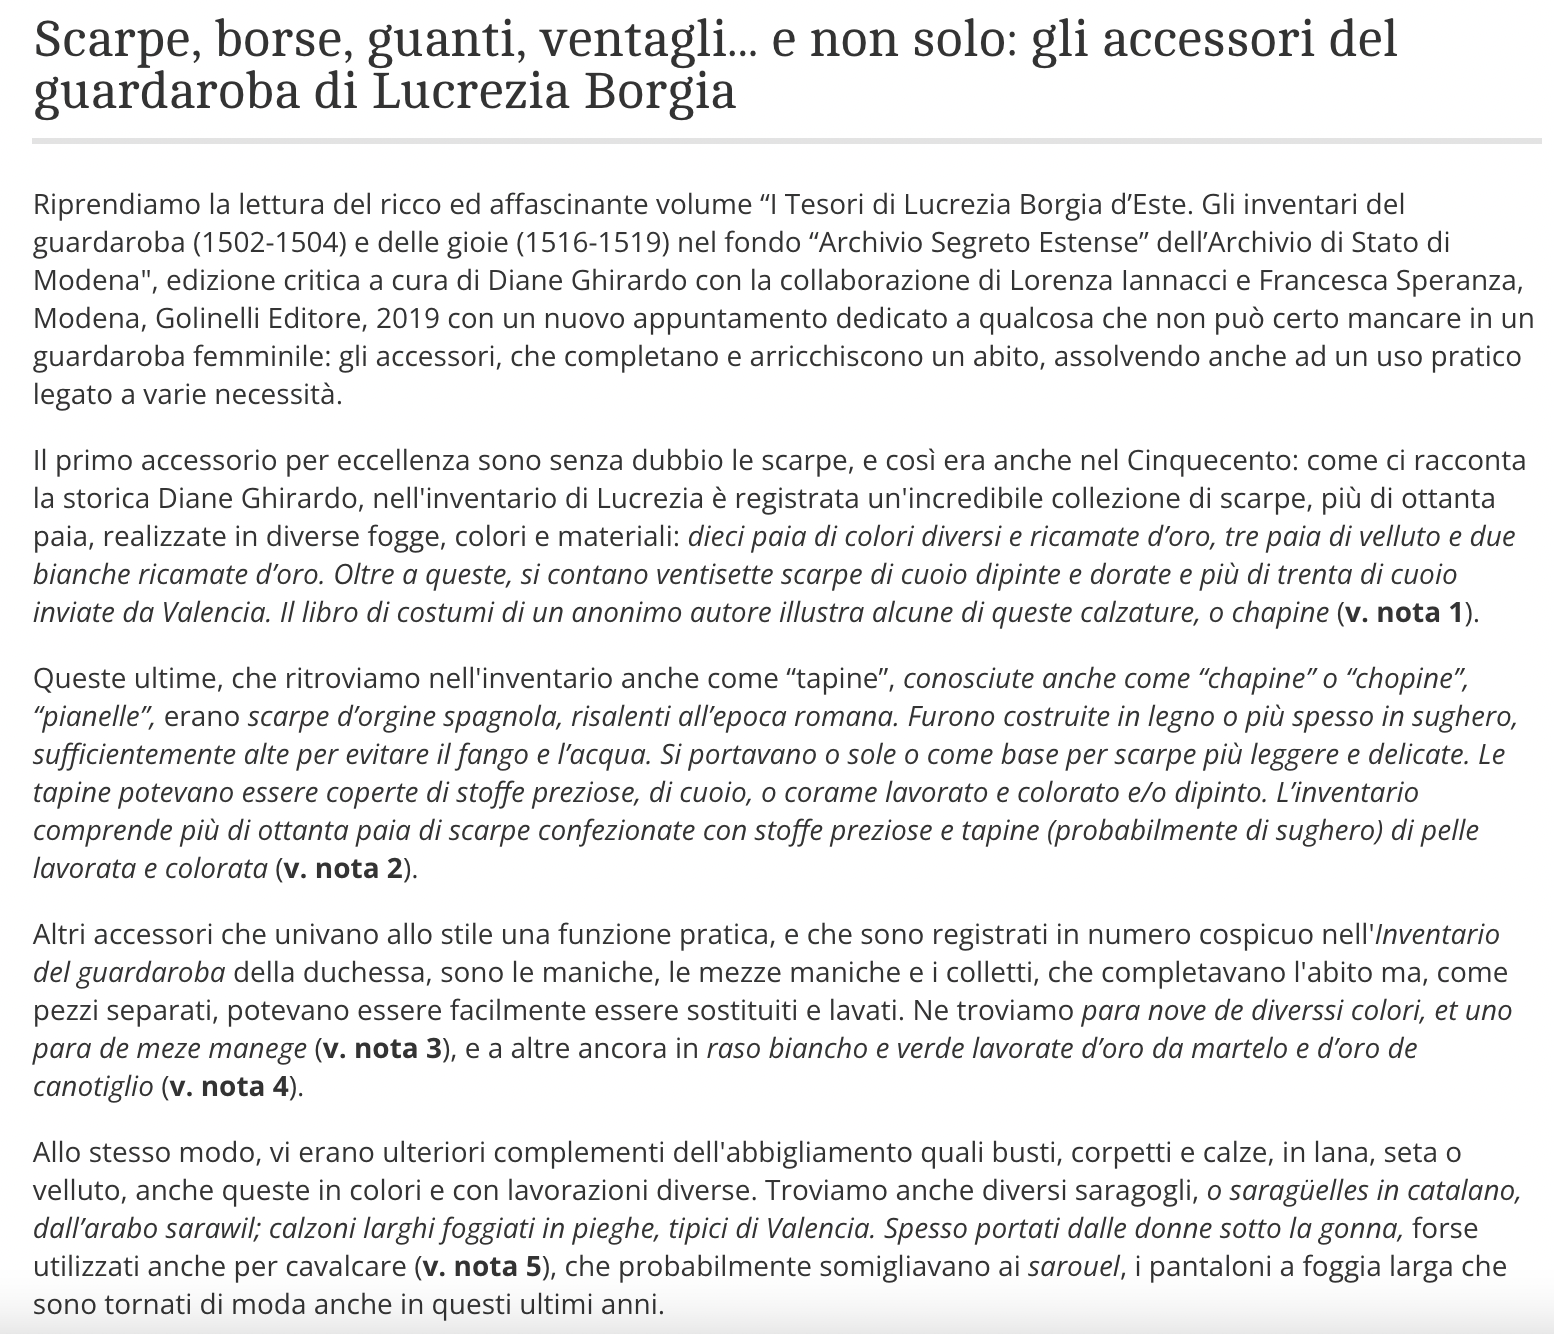 Scarpe, borse, guanti, ventagli... e non solo: gli accessori del
guardaroba di Lucrezia Borgia
Riprendiamo la lettura del ricco ed affascinante volume “I Tesori di Lucrezia Borgia d’Este. Gli inventari del
guardaroba (1502-1504) e delle gioie (1516-1519) nel fondo “Archivio Segreto Estense” dell’Archivio di Stato di
Modena", edizione critica a cura di Diane Ghirardo con la collaborazione di Lorenza Iannacci e Francesca Speranza,
Modena, Golinelli Editore, 2019 con un nuovo appuntamento dedicato a qualcosa che non può certo mancare in un
guardaroba femminile: gli accessori, che completano e arricchiscono un abito, assolvendo anche ad un uso pratico
legato a varie necessità.
Il primo accessorio per eccellenza sono senza dubbio le scarpe, e così era anche nel Cinquecento: come ci racconta
la storica Diane Ghirardo, nell'inventario di Lucrezia è registrata un'incredibile collezione di scarpe, più di ottanta
paia, realizzate in diverse fogge, colori e materiali: dieci paia di colori diversi e ricamate d’oro, tre paia di velluto e due
bianche ricamate d’oro. Oltre a queste, si contano ventisette scarpe di cuoio dipinte e dorate e più di trenta di cuoio
inviate da Valencia. Il libro di costumi di un anonimo autore illustra alcune di queste calzature, o chapine (v. nota 1).
Queste ultime, che ritroviamo nell'inventario anche come “tapine”, conosciute anche come “chapine” o “chopine”,
“pianelle”, erano scarpe d’orgine spagnola, risalenti all’epoca romana. Furono costruite in legno o più spesso in sughero,
sufficientemente alte per evitare il fango e l’acqua. Si portavano o sole o come base per scarpe più leggere e delicate. Le
tapine potevano essere coperte di stoffe preziose, di cuoio, o corame lavorato e colorato e/o dipinto. L’inventario
comprende più di ottanta paia di scarpe confezionate con stoffe preziose e tapine (probabilmente di sughero) di pelle
lavorata e colorata (v. nota 2).
Altri accessori che univano allo stile una funzione pratica, e che sono registrati in numero cospicuo nell'Inventario
del guardaroba della duchessa, sono le maniche, le mezze maniche e i colletti, che completavano l'abito ma, come
pezzi separati, potevano essere facilmente essere sostituiti e lavati. Ne troviamo para nove de diverssi colori, et uno
para de meze manege (v. nota 3), e a altre ancora in raso biancho e verde lavorate d’oro da martelo e d’oro de
canotiglio (v. nota 4).
Allo stesso modo, vi erano ulteriori complementi dell'abbigliamento quali busti, corpetti e calze, in lana, seta o
velluto, anche queste in colori e con lavorazioni diverse. Troviamo anche diversi saragogli, o saragüelles in catalano,
dall’arabo sarawil; calzoni larghi foggiati in pieghe, tipici di Valencia. Spesso portati dalle donne sotto la gonna, forse
utilizzati anche per cavalcare (v. nota 5), che probabilmente somigliavano ai sarouel, i pantaloni a foggia larga che
sono tornati di moda anche in questi ultimi anni.